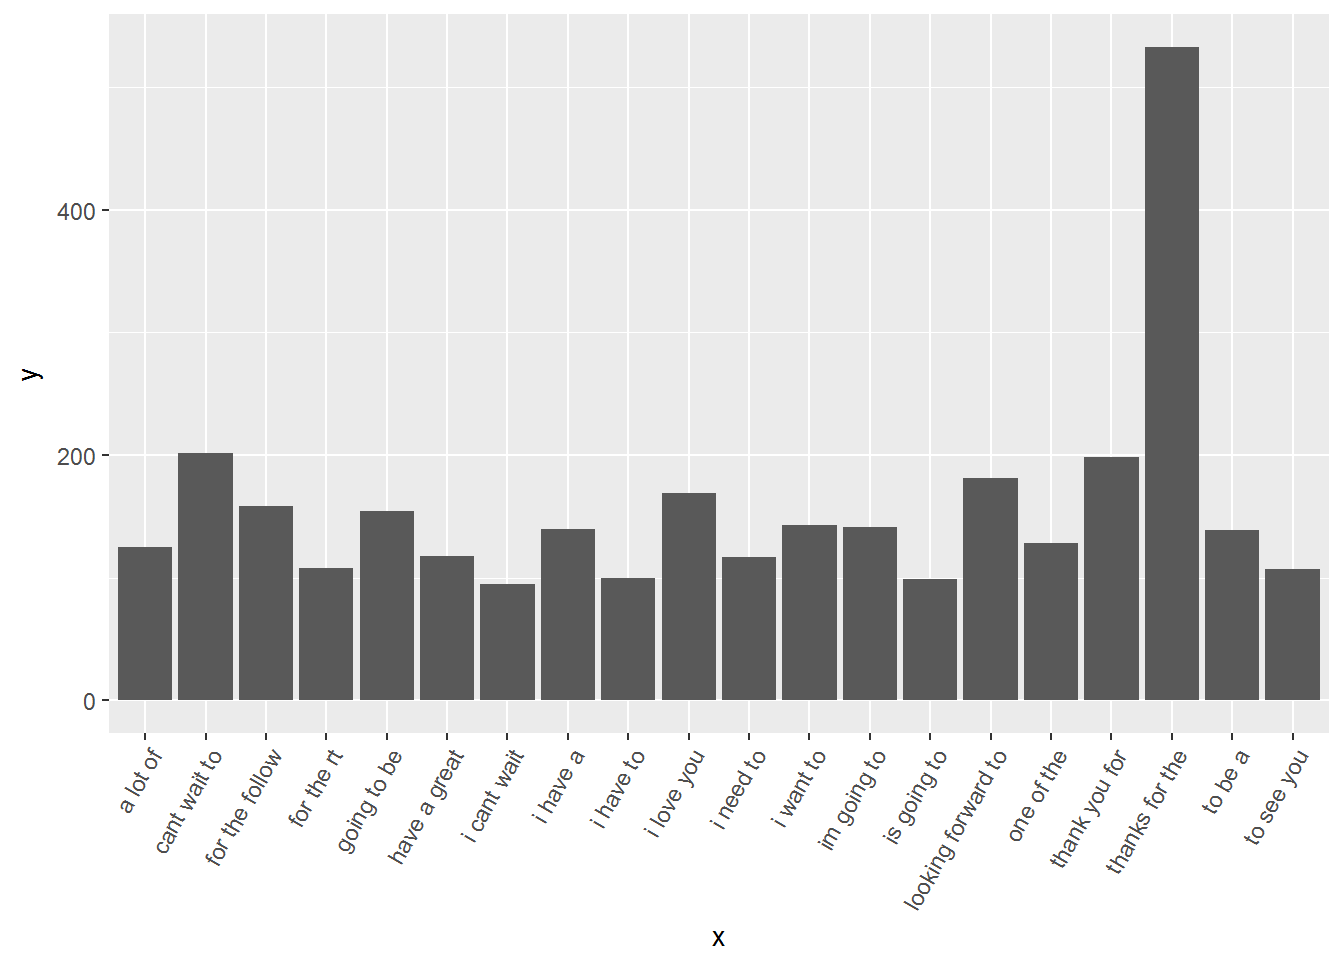 y
400
200
0
a lot of
cant wait to
for the follow
for the rt
going to be
have a great
i cant wait
i have a
i have to
i love you
i need to
i want to
im going to
is going to
looking forward to
one of the
thank you for
thanks for the
to be a
to see you
x